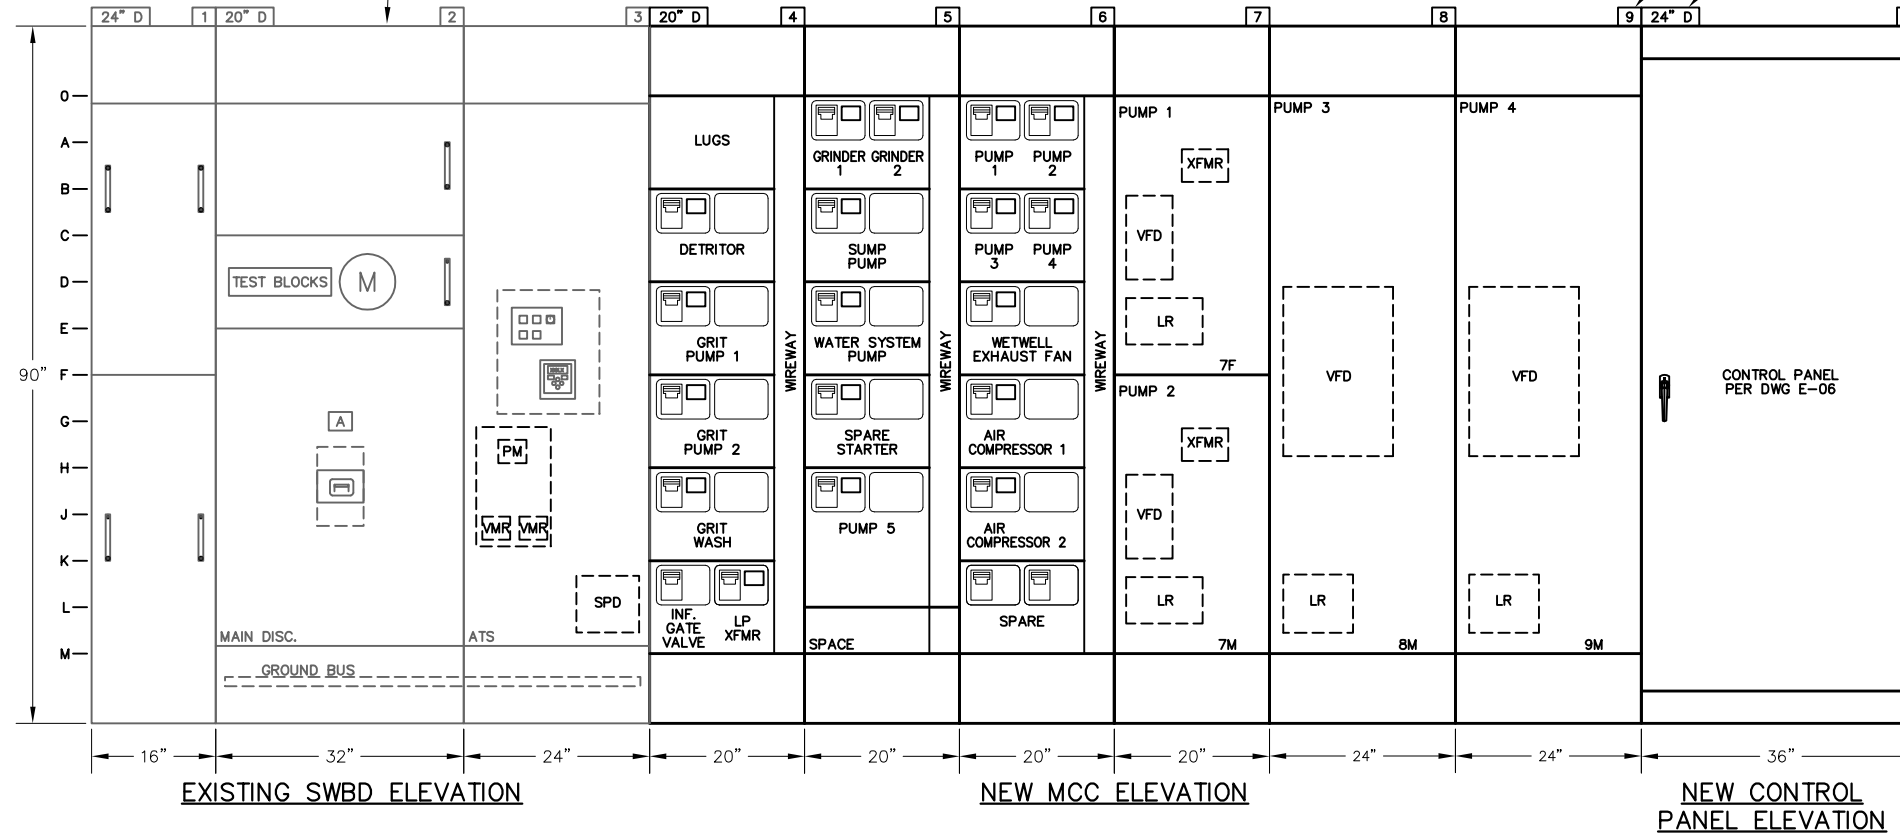 24" D 1 20" D 2 3 20" D 4 5 6 7 8 9 24" D
90"
O
A
B
C
D
E
F
G
H
J
K
L
M
TEST BLOCKS M
A
MAIN DISC.
GROUND BUS
PM
VMR VMR
SPD
ATS
LUGS
DETRITOR
GRIT
PUMP 1
GRIT
PUMP 2
GRIT
WASH
INF.
GATE
VALVE
LP
XFMR
WIREWAY
GRINDER
1
GRINDER
2
SUMP
PUMP
WATER SYSTEM
PUMP
SPARE
STARTER
PUMP 5
SPACE
WIREWAY
PUMP
1
PUMP
2
PUMP
3
PUMP
4
WETWELL
EXHAUST FAN
AIR
COMPRESSOR 1
AIR
COMPRESSOR 2
SPARE
WIREWAY
PUMP 1
XFMR
VFD
LR
7F
PUMP 2
XFMR
VFD
LR
7M
PUMP 3
VFD
LR
8M
PUMP 4
VFD
LR
9M
CONTROL PANEL
PER DWG E-06
16" 32" 24" 20" 20" 20" 20" 24" 24" 36"
EXISTING SWBD ELEVATION
NEW MCC ELEVATION
NEW CONTROL
PANEL ELEVATION